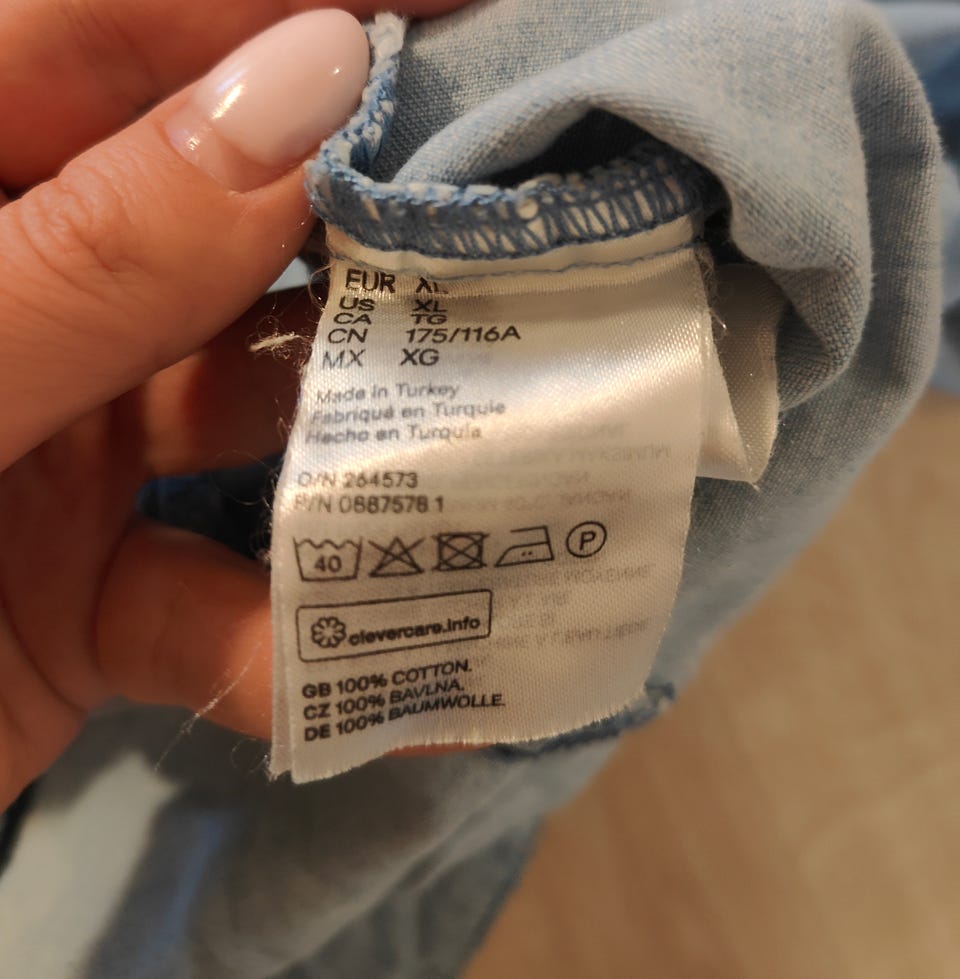 EUR XL
US XL
CA TG
CN 175/116A
MX XG
Made in Turkey
Fabriqué en Turquie
Hecho en Turquía
O/N 264573
P/N 0887578 1
40
P
clevercare.info
GB 100% COTTON.
CZ 100% BAVLNA.
DE 100% BAUMWOLLE.